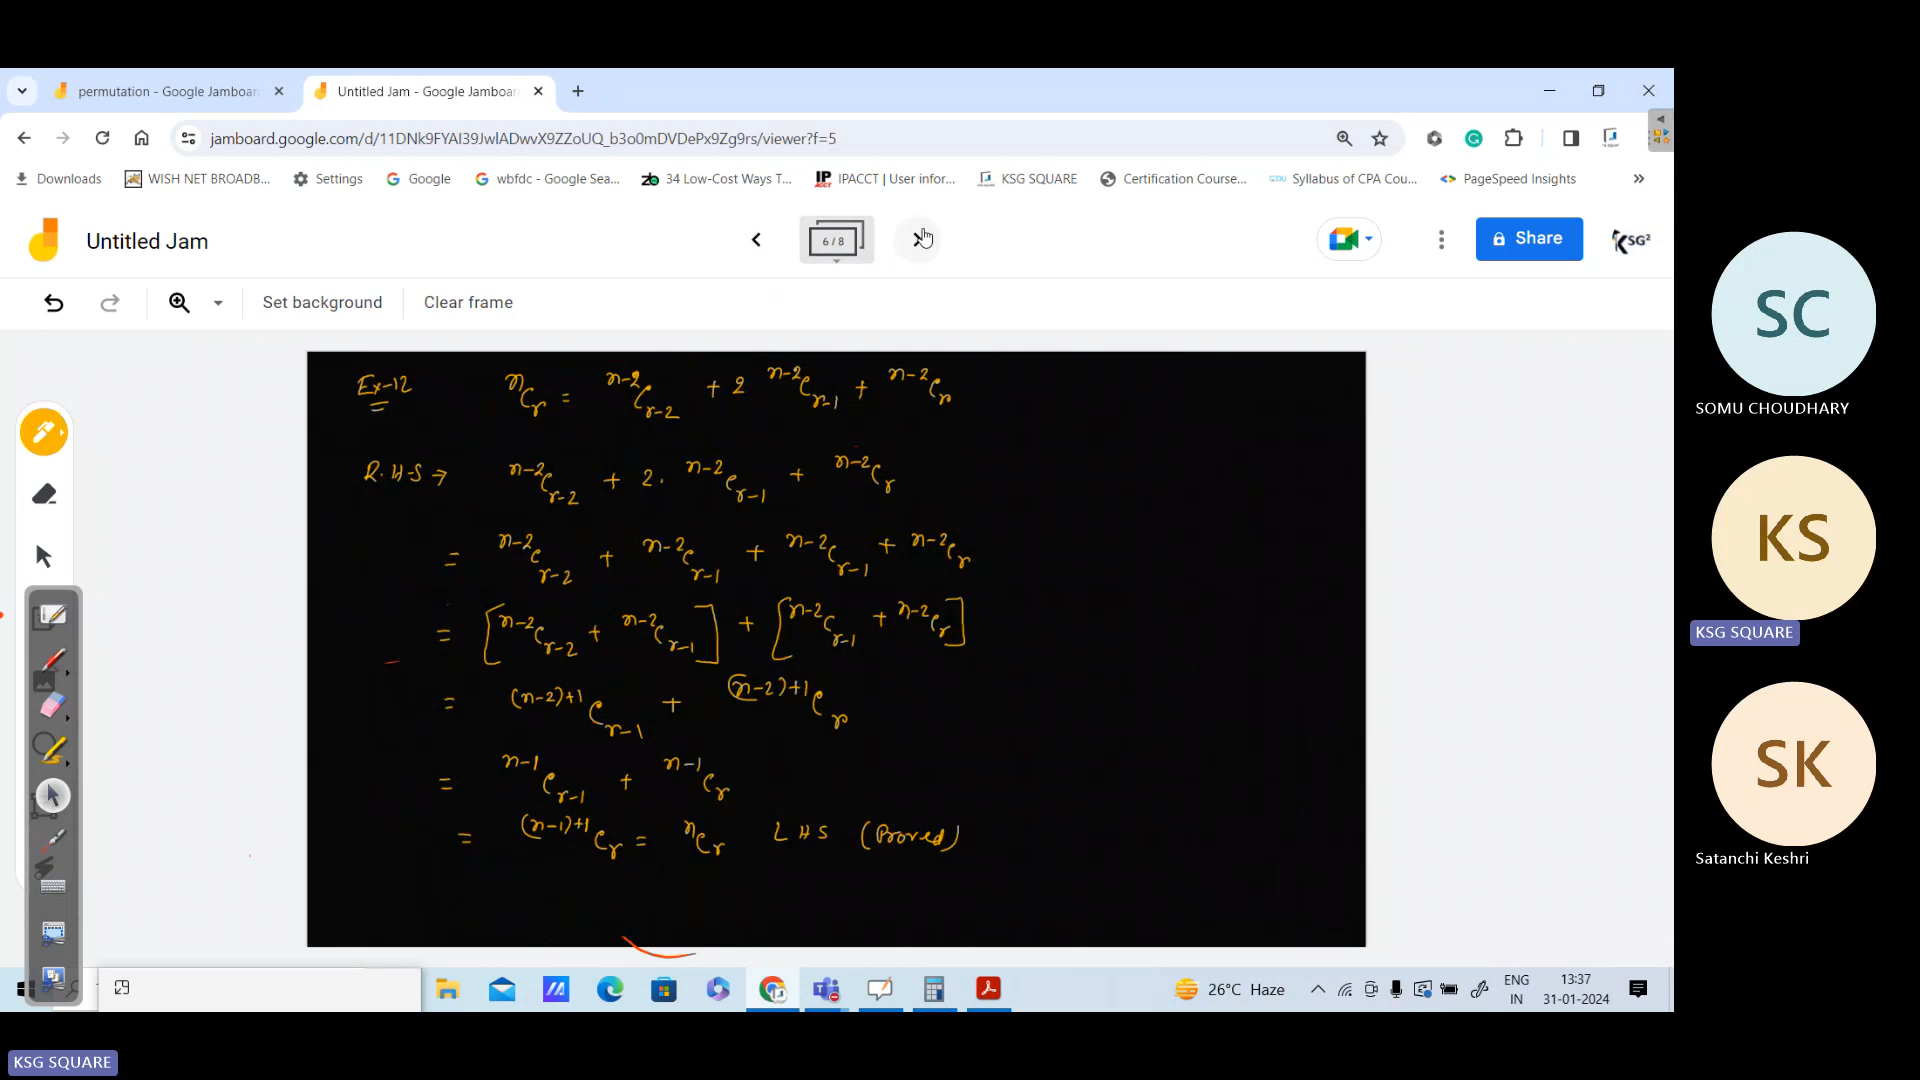 permutation - Google Jamboar
Untitled Jam - Google Jamboar
jamboard.google.com/d/11DNk9FYAI39JwlADwvX9ZZoUQ_b3o0mDVDePx9Zg9rs/viewer?f=5
Downloads WISH NET BROADB... Settings Google wbfdc - Google Sea... 34 Low-Cost Ways T... IPACCT | User infor... KSG SQUARE Certification Course... Syllabus of CPA Cou... PageSpeed Insights
Untitled Jam
6 / 8
Share
KSG²
Set background Clear frame
Ex-12 ⁿCᵣ = ⁿ⁻²Cᵣ₋₂ + 2 ⁿ⁻²Cᵣ₋₁ + ⁿ⁻²Cᵣ
R.H.S → ⁿ⁻²Cᵣ₋₂ + 2. ⁿ⁻²Cᵣ₋₁ + ⁿ⁻²Cᵣ
= ⁿ⁻²Cᵣ₋₂ + ⁿ⁻²Cᵣ₋₁ + ⁿ⁻²Cᵣ₋₁ + ⁿ⁻²Cᵣ
= [ⁿ⁻²Cᵣ₋₂ + ⁿ⁻²Cᵣ₋₁] + [ⁿ⁻²Cᵣ₋₁ + ⁿ⁻²Cᵣ]
= ⁽ⁿ⁻²⁾⁺¹Cᵣ₋₁ + ⁽ⁿ⁻²⁾⁺¹Cᵣ
= ⁿ⁻¹Cᵣ₋₁ + ⁿ⁻¹Cᵣ
= ⁽ⁿ⁻¹⁾⁺¹Cᵣ = ⁿCᵣ LHS (Proved)
SC
SOMU CHOUDHARY
KS
KSG SQUARE
SK
Satanchi Keshri
26°C Haze
ENG
IN
13:37
31-01-2024
KSG SQUARE